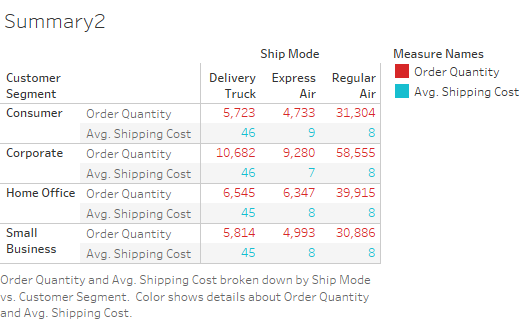 Summary2
Ship Mode
Customer Segment Delivery Truck Express Air Regular Air
Consumer Order Quantity 5,723 4,733 31,304
Avg. Shipping Cost 46 9 8
Corporate Order Quantity 10,682 9,280 58,555
Avg. Shipping Cost 46 7 8
Home Office Order Quantity 6,545 6,347 39,915
Avg. Shipping Cost 45 8 8
Small Business Order Quantity 5,814 4,993 30,886
Avg. Shipping Cost 45 8 8
Measure Names
Order Quantity
Avg. Shipping Cost
Order Quantity and Avg. Shipping Cost broken down by Ship Mode
vs. Customer Segment. Color shows details about Order Quantity
and Avg. Shipping Cost.